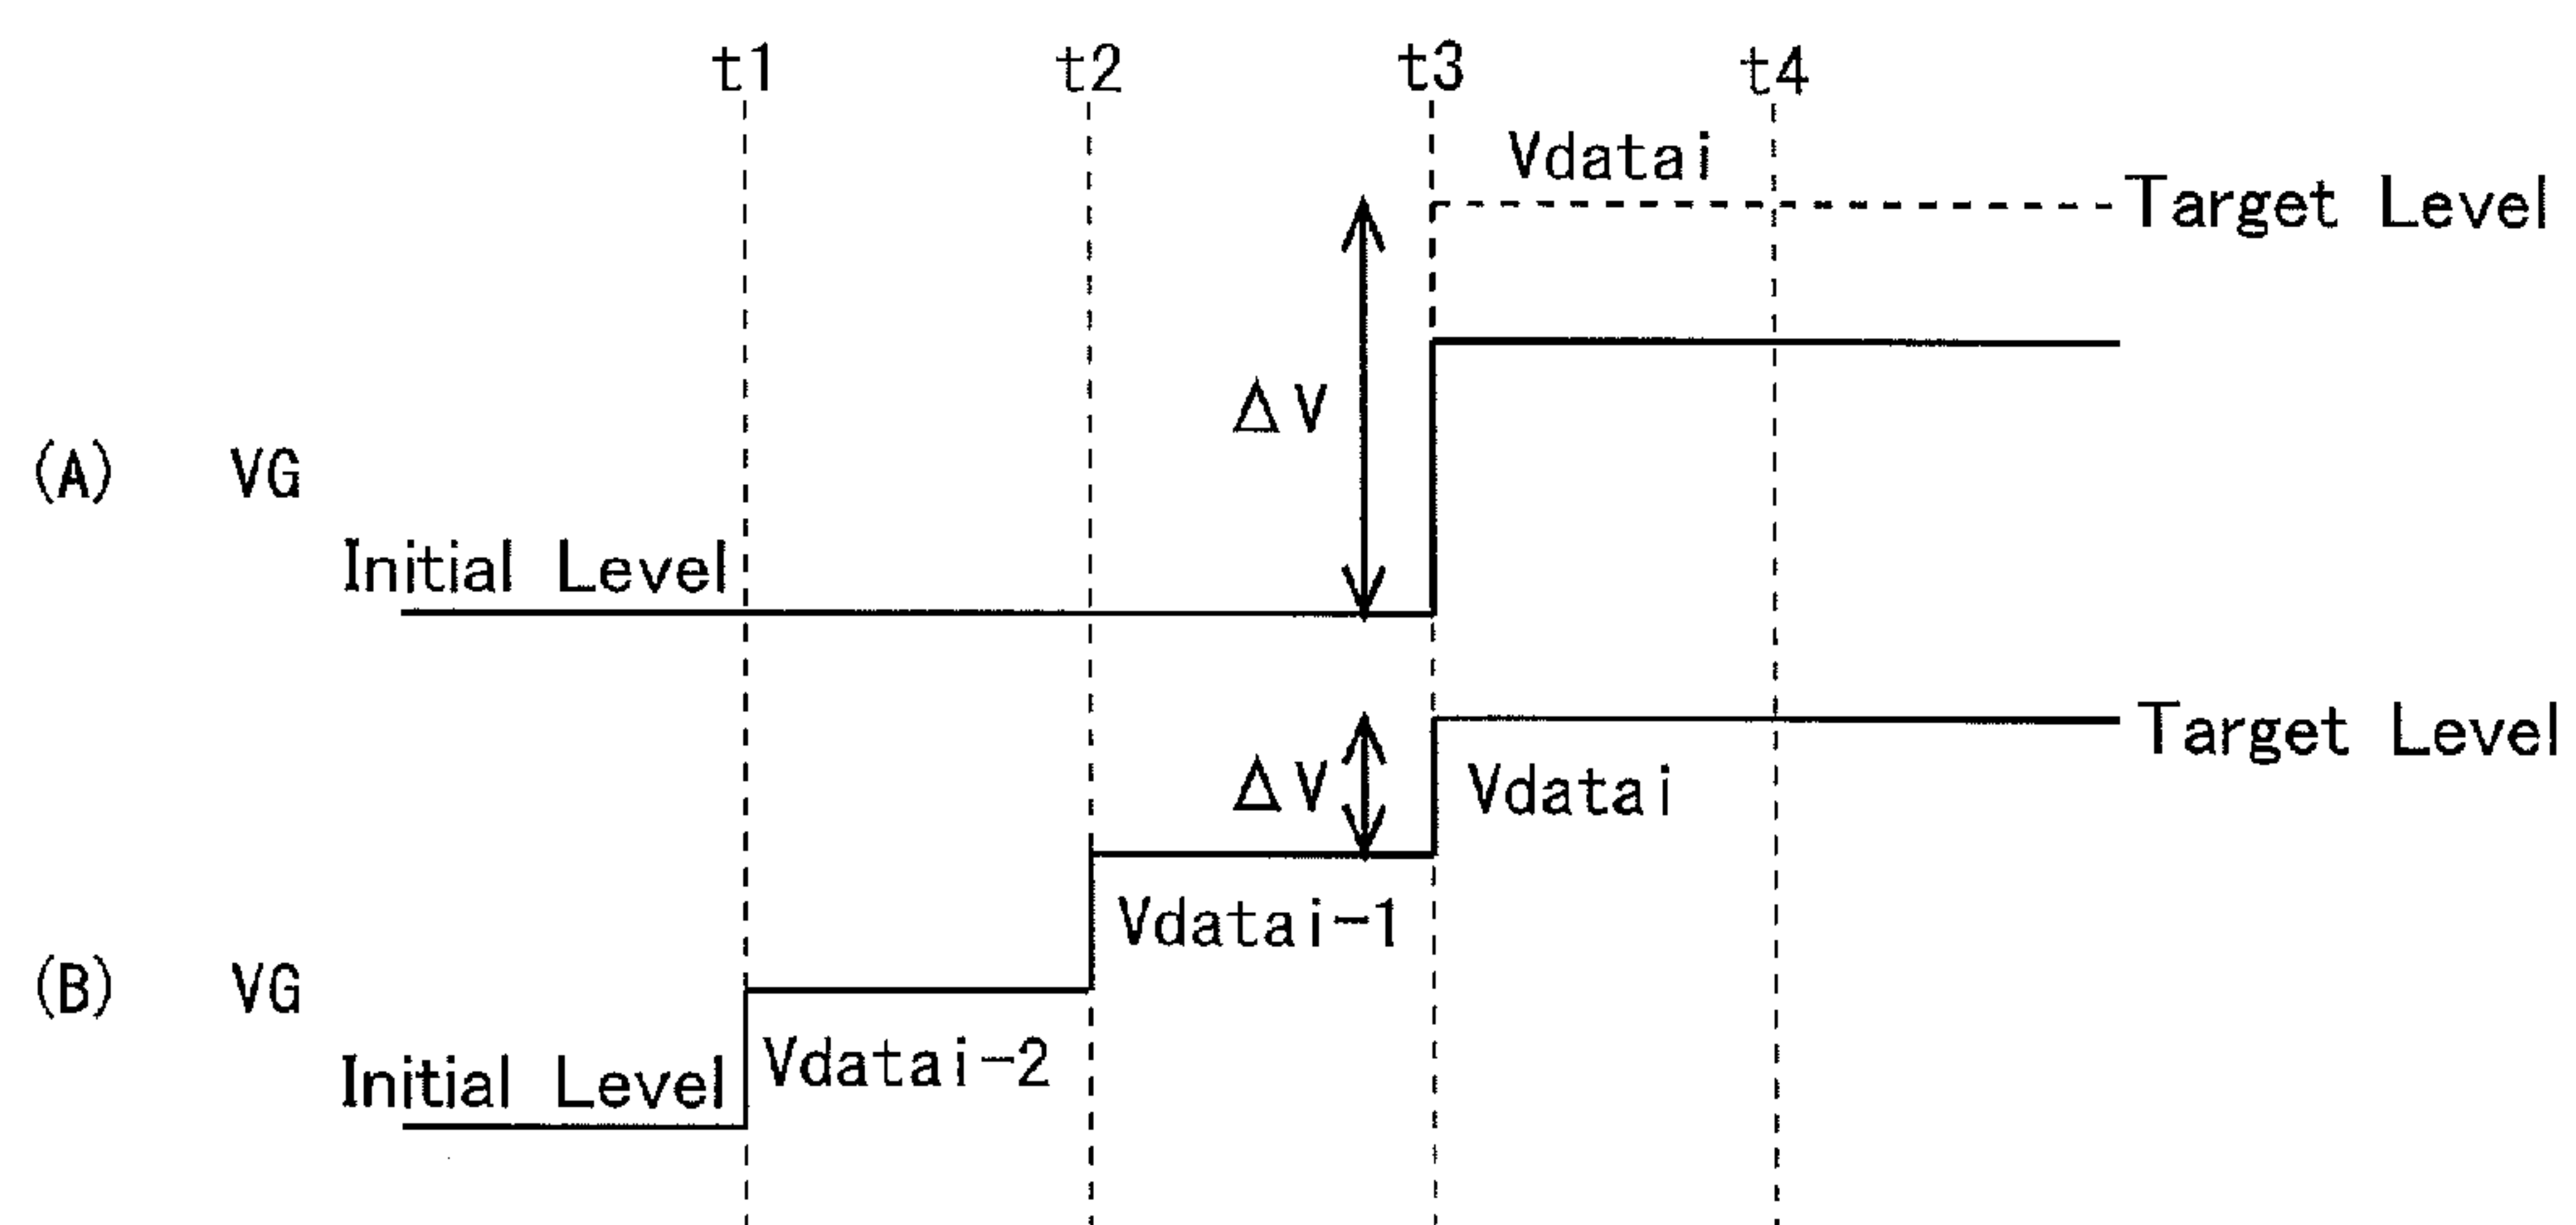 t1 t2 t3 t4
Vdatai
Target Level
ΔV
(A) VG
Initial Level
Target Level
ΔV
Vdatai
Vdatai-1
(B) VG
Vdatai-2
Initial Level